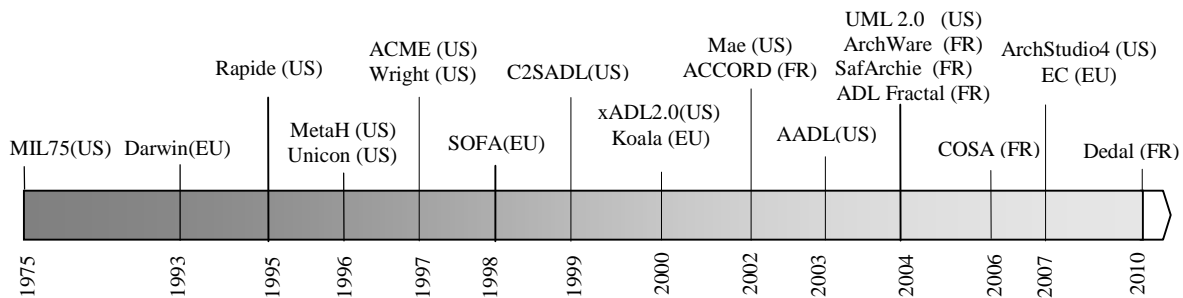 UML 2.0 (US)
ACME (US)
Mae (US)
ArchWare (FR)
ArchStudio4 (US)
Rapide (US)
Wright (US)
C2SADL(US)
ACCORD (FR)
SafArchie (FR)
EC (EU)
ADL Fractal (FR)
xADL2.0(US)
MetaH (US)
Koala (EU)
AADL(US)
MIL75(US)
Darwin(EU)
Unicon (US)
SOFA(EU)
COSA (FR)
Dedal (FR)
1975
1993
1995
1996
1997
1998
1999
2000
2002
2003
2004
2006
2007
2010